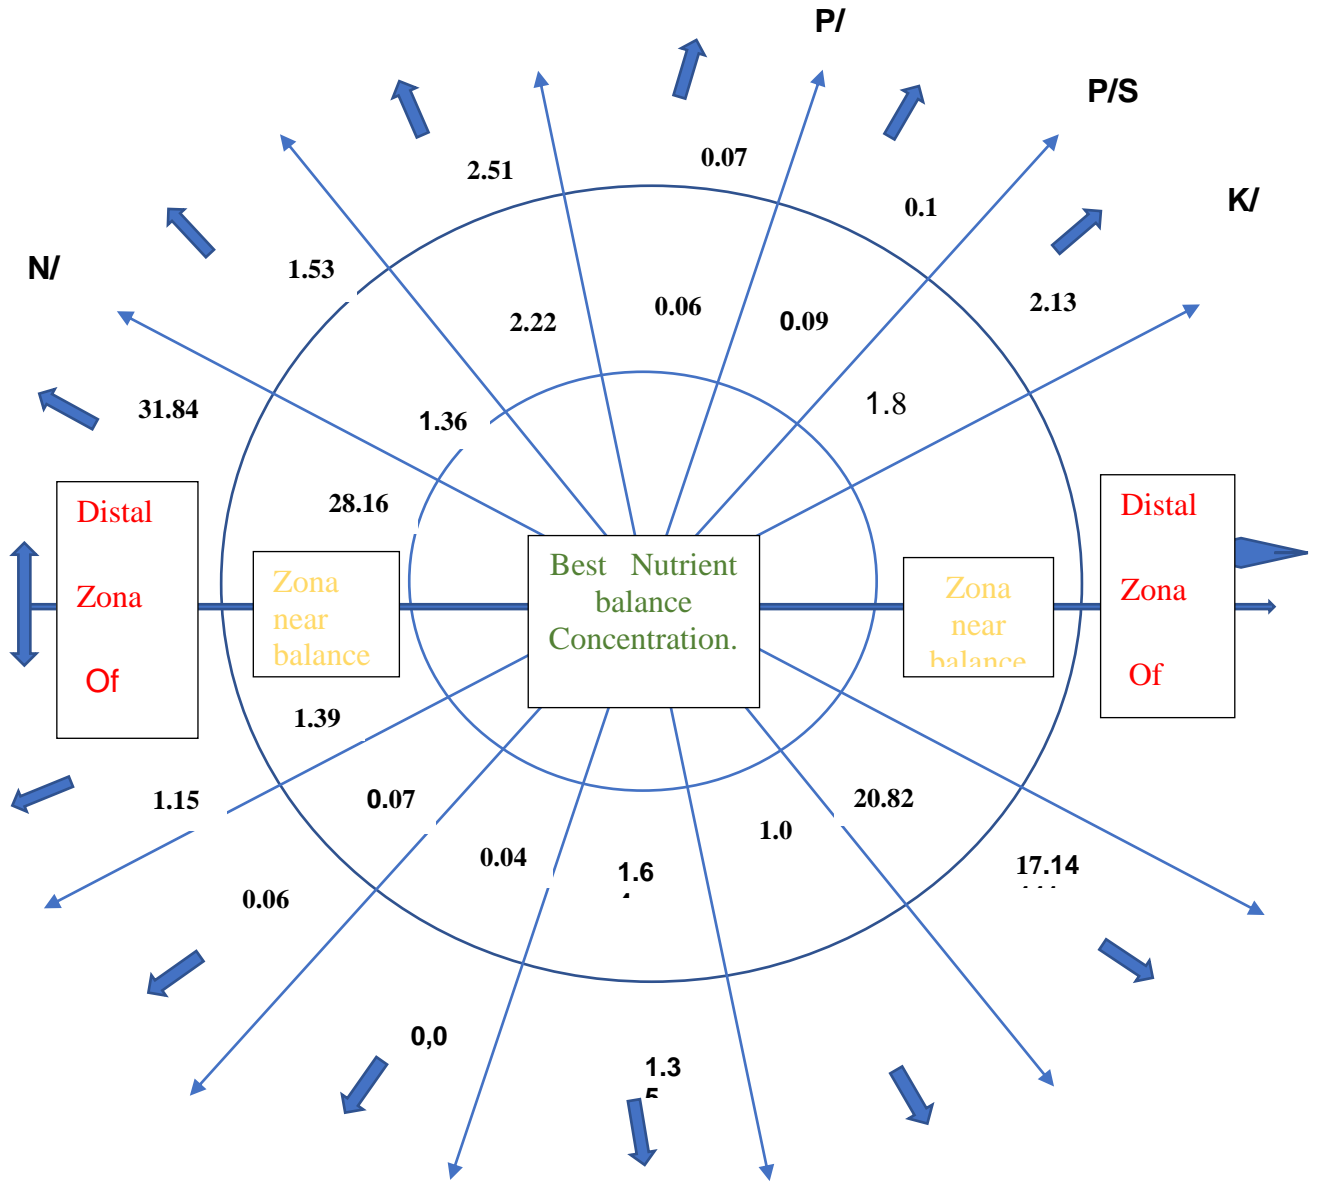 P/
P/S
K/
N/
2.51
0.07
0.1
1.53
2.13
2.22
0.06
0.09
31.84
1.36
1.8
28.16
Distal
Zona
Of
Zona
near
balance
Best Nutrient
balance
Concentration.
Zona
near
balance
Distal
Zona
Of
1.39
1.15
0.07
20.82
1.0
0.04
1.6
17.14
0.06
0,0
1.3
5